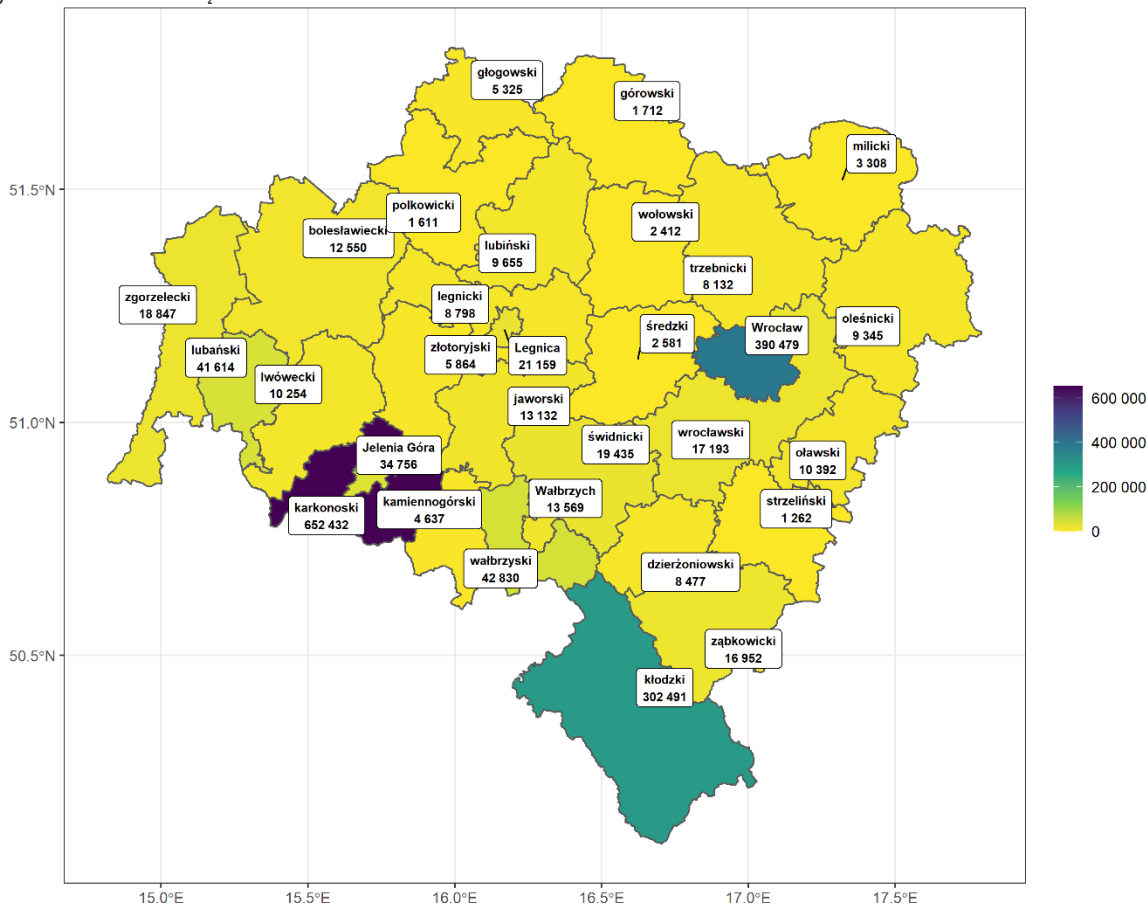 głogowski
5 325
górowski
1 712
milicki
3 308
51.5°N
polkowicki
1 611
wołowski
2 412
bolesławiecki
12 550
lubiński
9 655
trzebnicki
8 132
zgorzelecki
18 847
legnicki
8 798
oleśnicki
9 345
średzki
2 581
Wrocław
390 479
lubański
41 614
złotoryjski
5 864
Legnica
21 159
lwówecki
10 254
jaworski
13 132
51.0°N
600 000
400 000
200 000
0
Jelenia Góra
34 756
świdnicki
19 435
wrocławski
17 193
oławski
10 392
karkonoski
652 432
kamiennogórski
4 637
Wałbrzych
13 569
strzeliński
1 262
wałbrzyski
42 830
dzierżoniowski
8 477
50.5°N
ząbkowicki
16 952
kłodzki
302 491
15.0°E
15.5°E
16.0°E
16.5°E
17.0°E
17.5°E